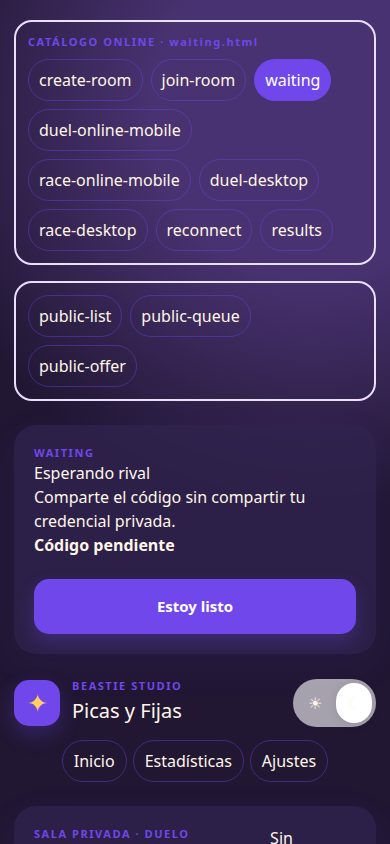 CATÁLOGO ONLINE · waiting.html
create-room join-room waiting
duel-online-mobile
race-online-mobile duel-desktop
race-desktop reconnect results
public-list public-queue
public-offer
WAITING
Esperando rival
Comparte el código sin compartir tu
credencial privada.
Código pendiente
Estoy listo
BEASTIE STUDIO
Picas y Fijas
Inicio Estadísticas Ajustes
SALA PRIVADA · DUELO
Sin